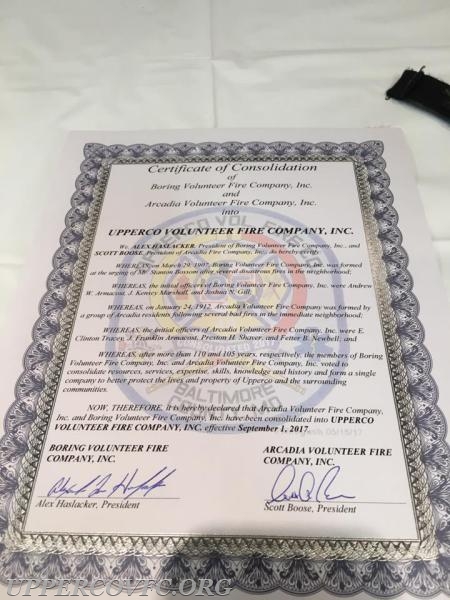 Certificate of Consolidation
of
Boring Volunteer Fire Company, Inc.
and
Arcadia Volunteer Fire Company, Inc.
into
UPPERCO VOLUNTEER FIRE COMPANY, INC.
We, ALEX HASLACKER, President of Boring Volunteer Fire Company, Inc., and
SCOTT BOOSE, President of Arcadia Fire Company, Inc., do hereby certify
WHEREAS, on March 29, 1907, Boring Volunteer Fire Company, Inc. was formed
at the urging of Mr. Stanton Bossom after several disastrous fires in the neighborhood;
WHEREAS, the initial officers of Boring Volunteer Fire Company, Inc. were Andrew
W. Armacost, J. Kensey Marshall, and Joshua N. Gill;
WHEREAS, on January 24, 1912, Arcadia Volunteer Fire Company was formed by
a group of Arcadia residents following several bad fires in the immediate neighborhood;
WHEREAS, the initial officers of Arcadia Volunteer Fire Company, Inc. were E.
Clinton Tracey, J. Franklin Armacost, Preston H. Shaver, and Fetter B. Newbell; and
WHEREAS, after more than 110 and 105 years, respectively, the members of Boring
Volunteer Fire Company, Inc. and Arcadia Volunteer Fire Company, Inc. voted to
consolidate resources, services, expertise, skills, knowledge and history and form a single
company to better protect the lives and property of Upperco and the surrounding
communities.
NOW, THEREFORE, it is hereby declared that Arcadia Volunteer Fire Company,
Inc. and Boring Volunteer Fire Company, Inc. have been consolidated into UPPERCO
VOLUNTEER FIRE COMPANY, INC. effective September 1, 2017.
BORING VOLUNTEER FIRE
COMPANY, INC.
Alex Haslacker, President
ARCADIA VOLUNTEER FIRE
COMPANY, INC.
Scott Boose, President
BALTIMORE
UPPERCOVFC.ORG